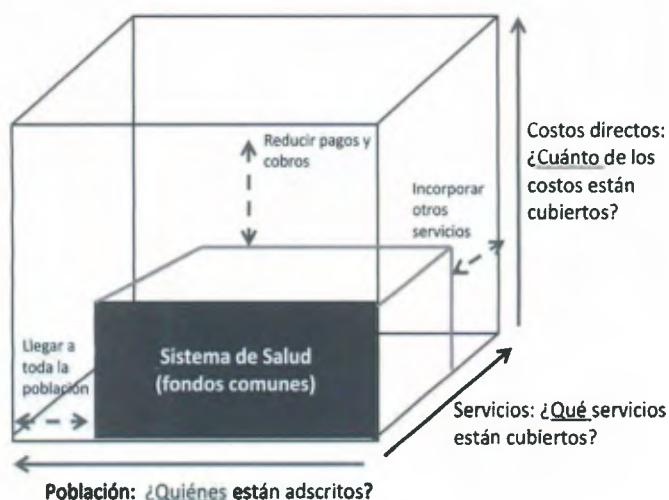 Reducir pagos y
cobros
Costos directos:
¿Cuánto de los
costos están
cubiertos?
Incorporar
otros
servicios
Llegar a
toda la
población
Sistema de Salud
(fondos comunes)
Servicios: ¿Qué servicios
están cubiertos?
Población: ¿Quiénes están adscritos?